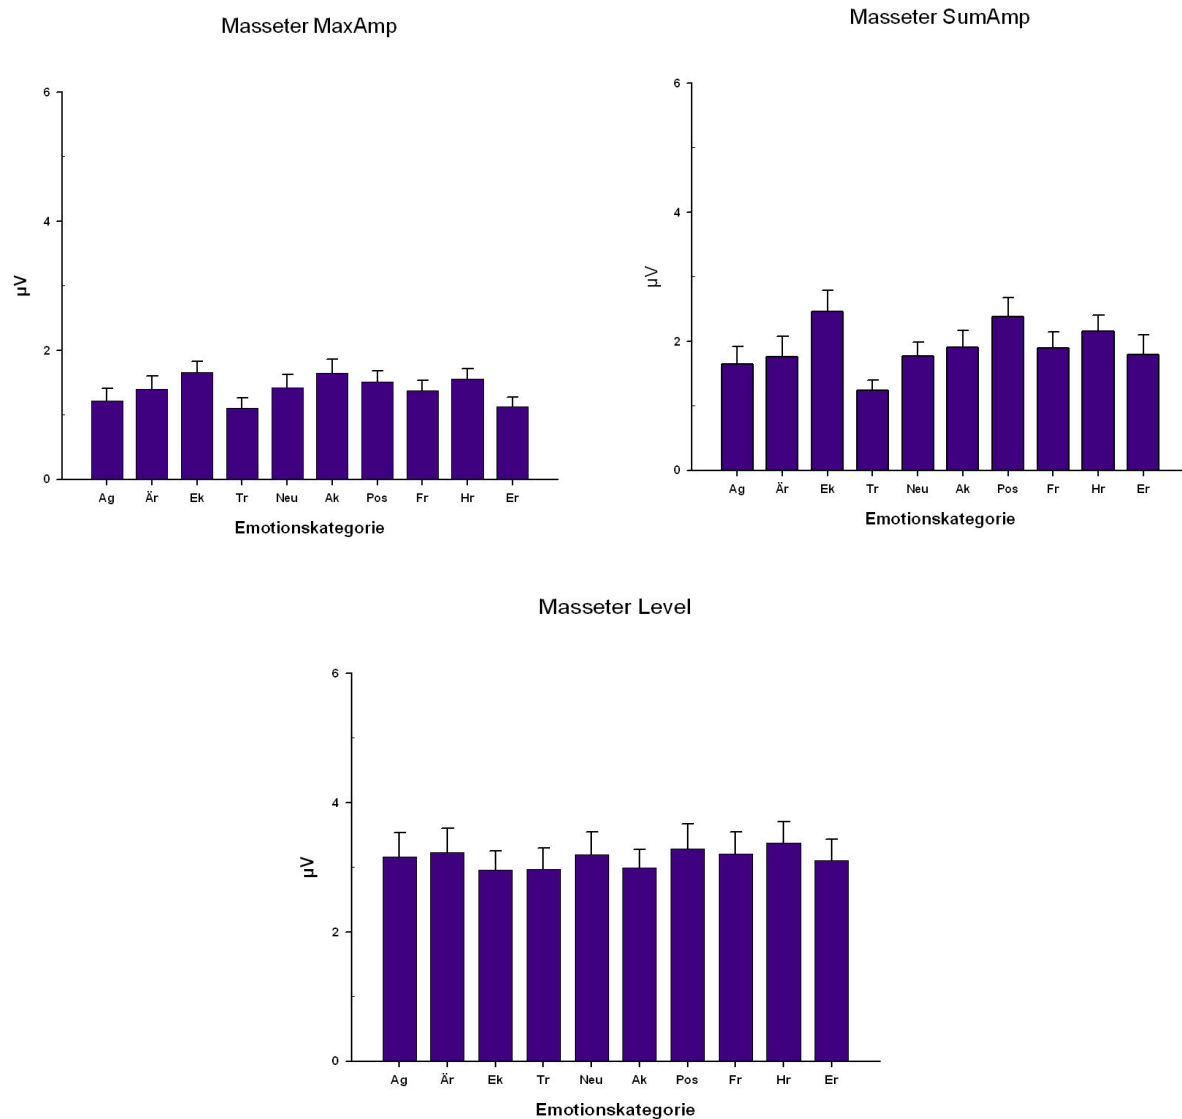 Masseter MaxAmp
6
4
2
0
µV
Ag Är Ek Tr Neu Ak Pos Fr Hr Er
Emotionskategorie
Masseter SumAmp
6
4
2
0
µV
Ag Är Ek Tr Neu Ak Pos Fr Hr Er
Emotionskategorie
Masseter Level
6
4
2
0
µV
Ag Är Ek Tr Neu Ak Pos Fr Hr Er
Emotionskategorie